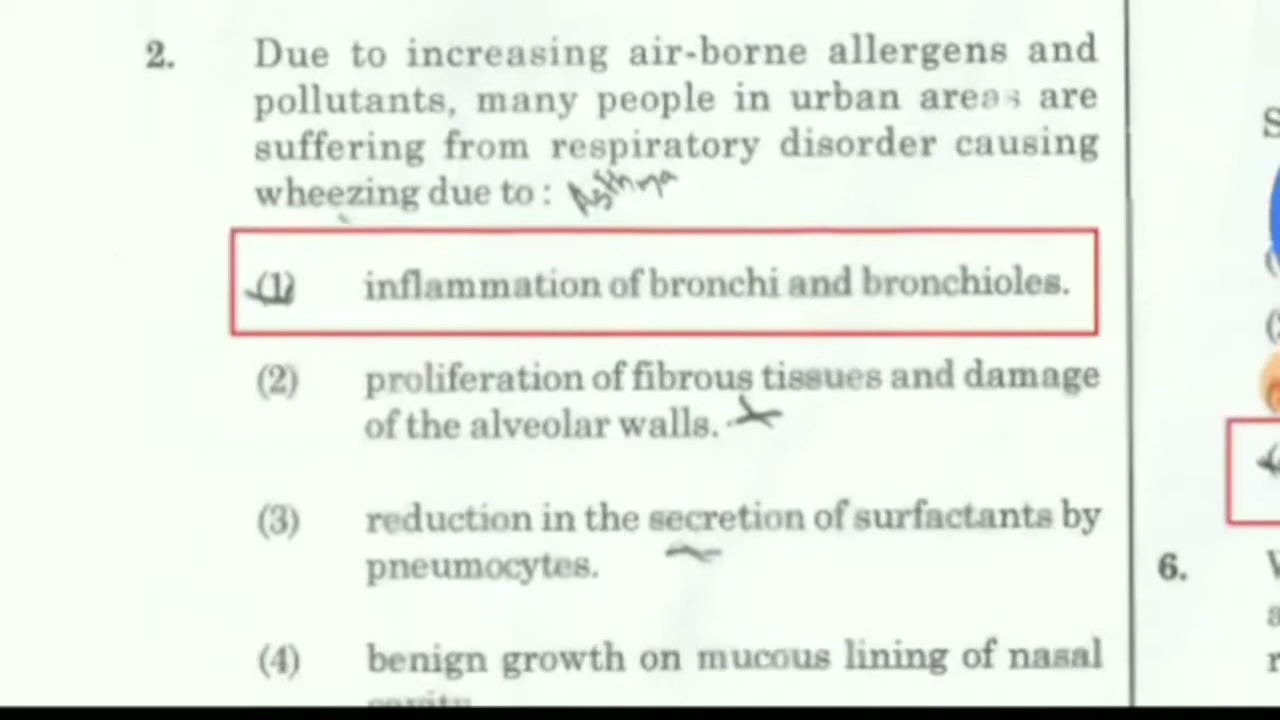 2. Due to increasing air-borne allergens and
pollutants, many people in urban areas are
suffering from respiratory disorder causing
wheezing due to : Asthma
(1) inflammation of bronchi and bronchioles.
(2) proliferation of fibrous tissues and damage
of the alveolar walls.
(3) reduction in the secretion of surfactants by
pneumocytes.
(4) benign growth on mucous lining of nasal
6.